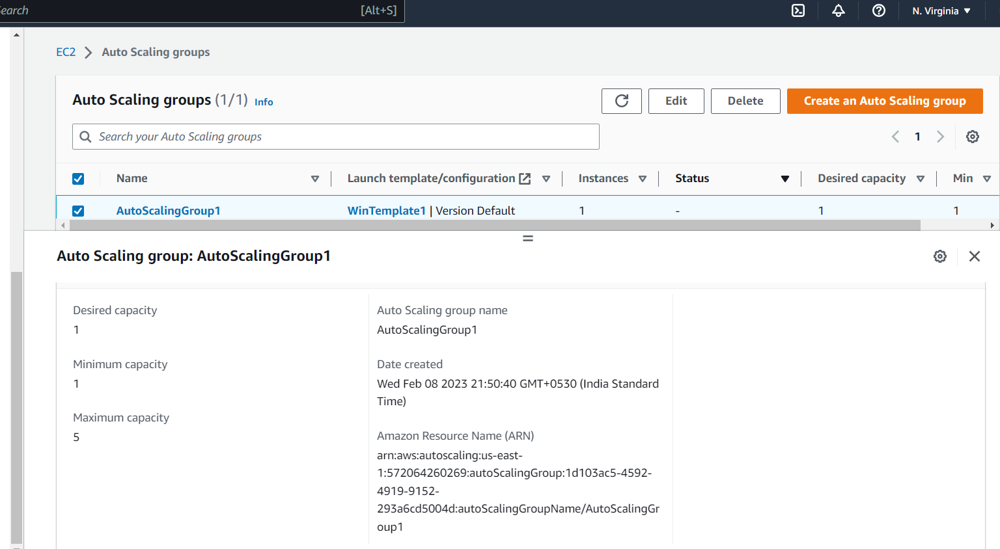 Search [Alt+S] N. Virginia
EC2 Auto Scaling groups
Auto Scaling groups (1/1) Info Edit Delete Create an Auto Scaling group
Search your Auto Scaling groups 1
Name Launch template/configuration Instances Status Desired capacity Min
AutoScalingGroup1 WinTemplate1 | Version Default 1 - 1 1
Auto Scaling group: AutoScalingGroup1
Desired capacity
1
Minimum capacity
1
Maximum capacity
5
Auto Scaling group name
AutoScalingGroup1
Date created
Wed Feb 08 2023 21:50:40 GMT+0530 (India Standard
Time)
Amazon Resource Name (ARN)
arn:aws:autoscaling:us-east-
1:572064260269:autoScalingGroup:1d103ac5-4592-
4919-9152-
293a6cd5004d:autoScalingGroupName/AutoScalingGr
oup1